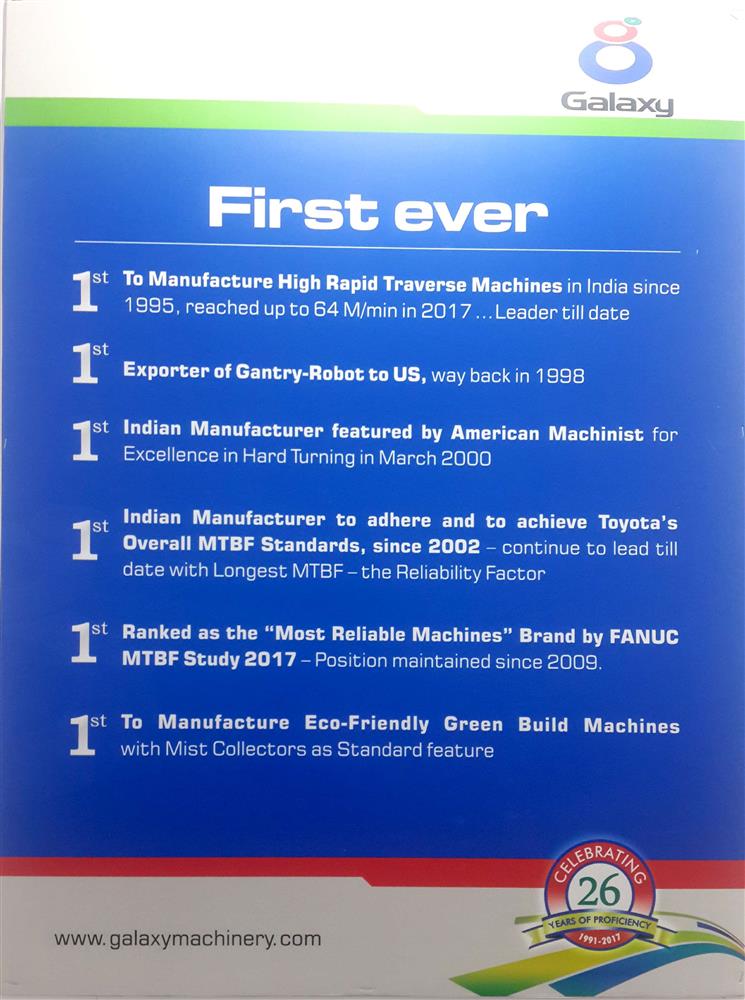 Galaxy
First ever
1st To Manufacture High Rapid Traverse Machines in India since
1995, reached up to 64 M/min in 2017 ...Leader till date
1st Exporter of Gantry-Robot to US, way back in 1998
1st Indian Manufacturer featured by American Machinist for
Excellence in Hard Turning in March 2000
1st Indian Manufacturer to adhere and to achieve Toyota's
Overall MTBF Standards, since 2002 – continue to lead till
date with Longest MTBF – the Reliability Factor
1st Ranked as the "Most Reliable Machines" Brand by FANUC
MTBF Study 2017 – Position maintained since 2009.
1st To Manufacture Eco-Friendly Green Build Machines
with Mist Collectors as Standard feature
CELEBRATING
26
YEARS OF PROFICIENCY
1991-2017
www.galaxymachinery.com